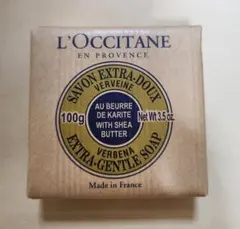 L'OCCITANE
EN PROVENCE
SAVON EXTRA-DOUX
VERVEINE
100g
AU BEURRE
DE KARITE
WITH SHEA
BUTTER
Net Wt 3.5 oz.
VERBENA
EXTRA-GENTLE SOAP
Made in France